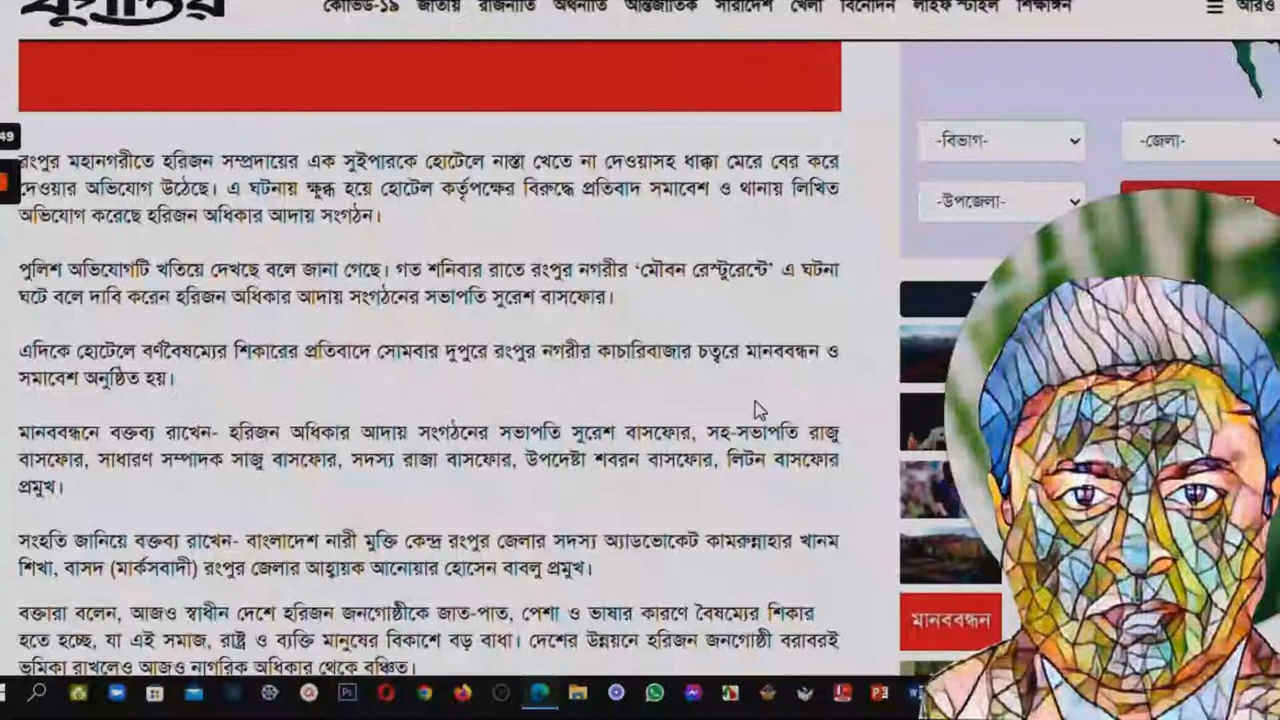 যুগান্তর
কোভিড-১৯ জাতীয় রাজনীতি অর্থনীতি আন্তর্জাতিক সারাদেশ খেলা বিনোদন লাইফ স্টাইল শিক্ষাঙ্গন আরও
-বিভাগ-
-জেলা-
-উপজেলা-
49
রংপুর মহানগরীতে হরিজন সম্প্রদায়ের এক সুইপারকে হোটেলে নাস্তা খেতে না দেওয়াসহ ধাক্কা মেরে বের করে
দেওয়ার অভিযোগ উঠেছে। এ ঘটনায় ক্ষুব্ধ হয়ে হোটেল কর্তৃপক্ষের বিরুদ্ধে প্রতিবাদ সমাবেশ ও থানায় লিখিত
অভিযোগ করেছে হরিজন অধিকার আদায় সংগঠন।
পুলিশ অভিযোগটি খতিয়ে দেখছে বলে জানা গেছে। গত শনিবার রাতে রংপুর নগরীর ‘মৌবন রেস্টুরেন্টে’ এ ঘটনা
ঘটে বলে দাবি করেন হরিজন অধিকার আদায় সংগঠনের সভাপতি সুরেশ বাসফোর।
এদিকে হোটেলে বর্ণবৈষম্যের শিকারের প্রতিবাদে সোমবার দুপুরে রংপুর নগরীর কাচারিবাজার চত্বরে মানববন্ধন ও
সমাবেশ অনুষ্ঠিত হয়।
মানববন্ধনে বক্তব্য রাখেন- হরিজন অধিকার আদায় সংগঠনের সভাপতি সুরেশ বাসফোর, সহ-সভাপতি রাজু
বাসফোর, সাধারণ সম্পাদক সাজু বাসফোর, সদস্য রাজা বাসফোর, উপদেষ্টা শবরন বাসফোর, লিটন বাসফোর
প্রমুখ।
সংহতি জানিয়ে বক্তব্য রাখেন- বাংলাদেশ নারী মুক্তি কেন্দ্র রংপুর জেলার সদস্য অ্যাডভোকেট কামরুন্নাহার খানম
শিখা, বাসদ (মার্কসবাদী) রংপুর জেলার আহ্বায়ক আনোয়ার হোসেন বাবলু প্রমুখ।
বক্তারা বলেন, আজও স্বাধীন দেশে হরিজন জনগোষ্ঠীকে জাত-পাত, পেশা ও ভাষার কারণে বৈষম্যের শিকার
হতে হচ্ছে, যা এই সমাজ, রাষ্ট্র ও ব্যক্তি মানুষের বিকাশে বড় বাধা। দেশের উন্নয়নে হরিজন জনগোষ্ঠী বরাবরই
ভূমিকা রাখলেও আজও নাগরিক অধিকার থেকে বঞ্চিত।
মানববন্ধন